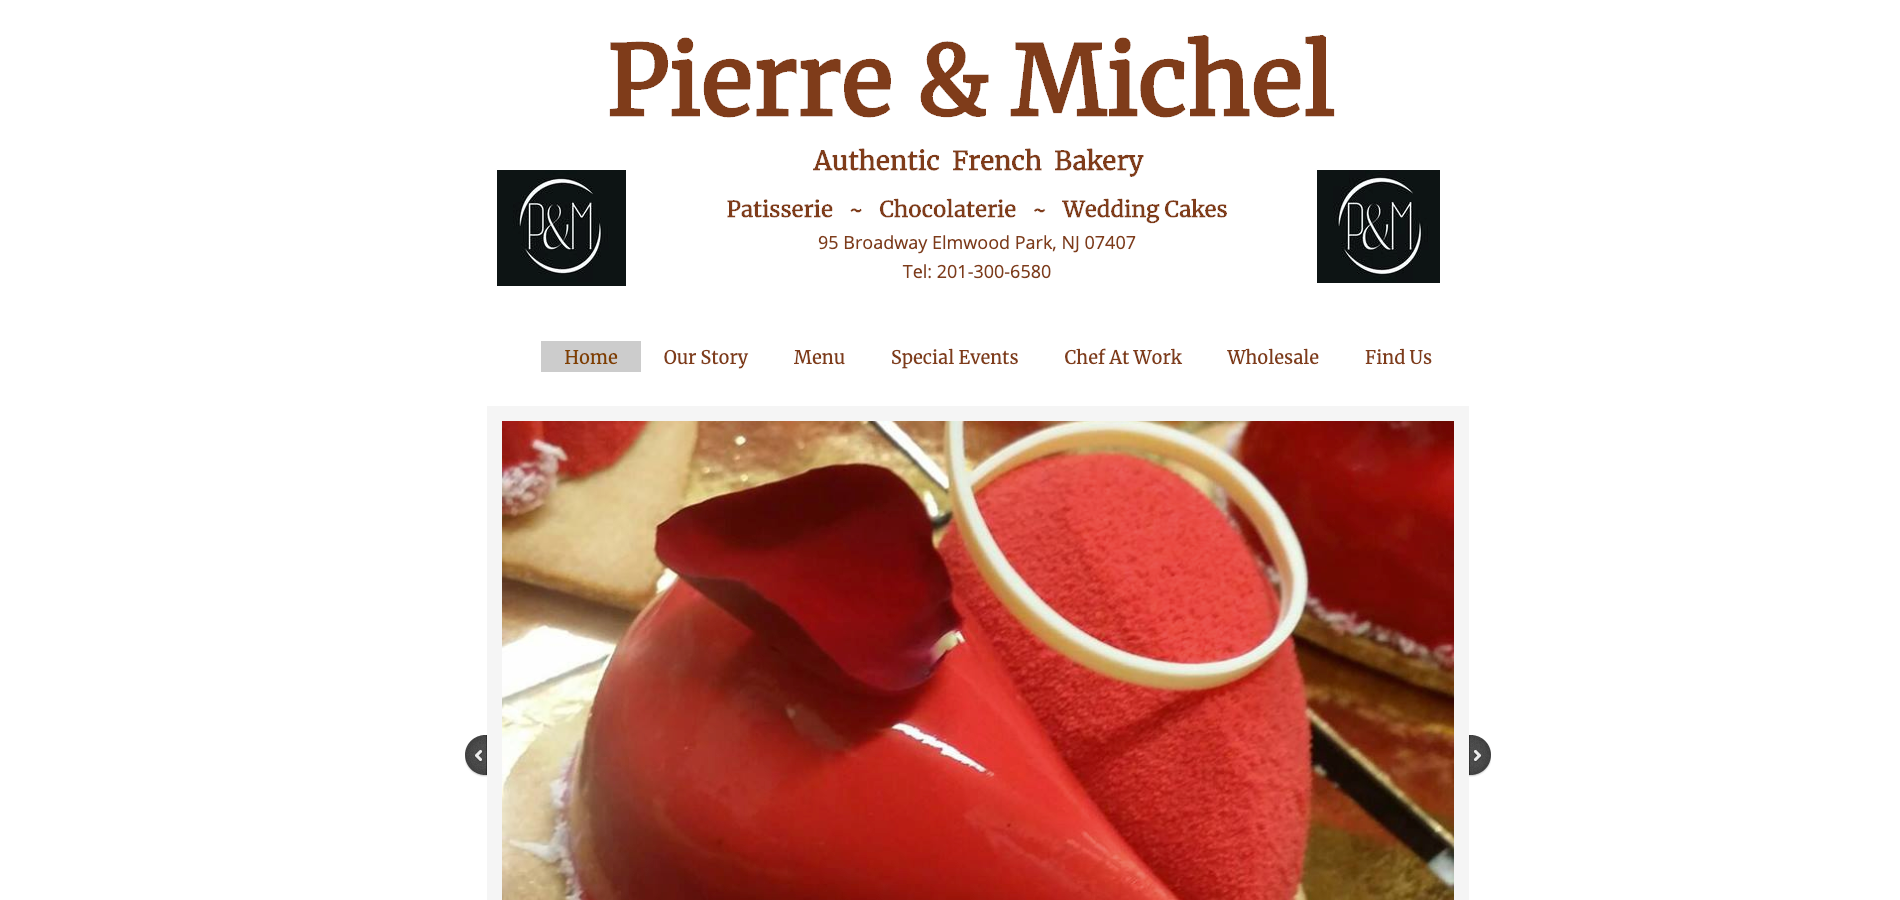 Pierre & Michel
Authentic French Bakery
P&M
P&M
Patisserie ~ Chocolaterie ~ Wedding Cakes
95 Broadway Elmwood Park, NJ 07407
Tel: 201-300-6580
Home Our Story Menu Special Events Chef At Work Wholesale Find Us